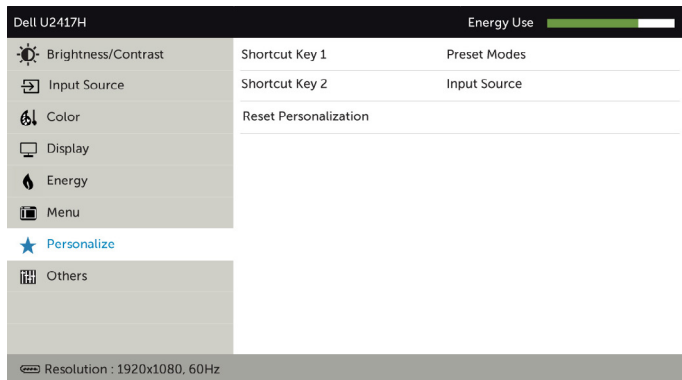 Dell U2417H Energy Use
Brightness/Contrast Shortcut Key 1 Preset Modes
Input Source Shortcut Key 2 Input Source
Color Reset Personalization
Display
Energy
Menu
Personalize
Others
Resolution : 1920x1080, 60Hz